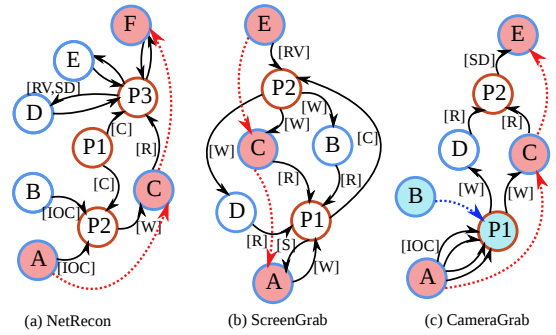 F
E
[RV,SD]
P3
D
[C]
P1
[R]
[C]
B
C
[IOC]
P2
[W]
A
[IOC]
(a) NetRecon
E
[RV]
P2
[W]
[W]
C
B
[C]
[R]
[R]
D
P1
[R]
[S]
A
[W]
(b) ScreenGrab
E
[SD]
P2
[R]
[R]
D
C
[W]
[W]
B
P1
[IOC]
A
(c) CameraGrab